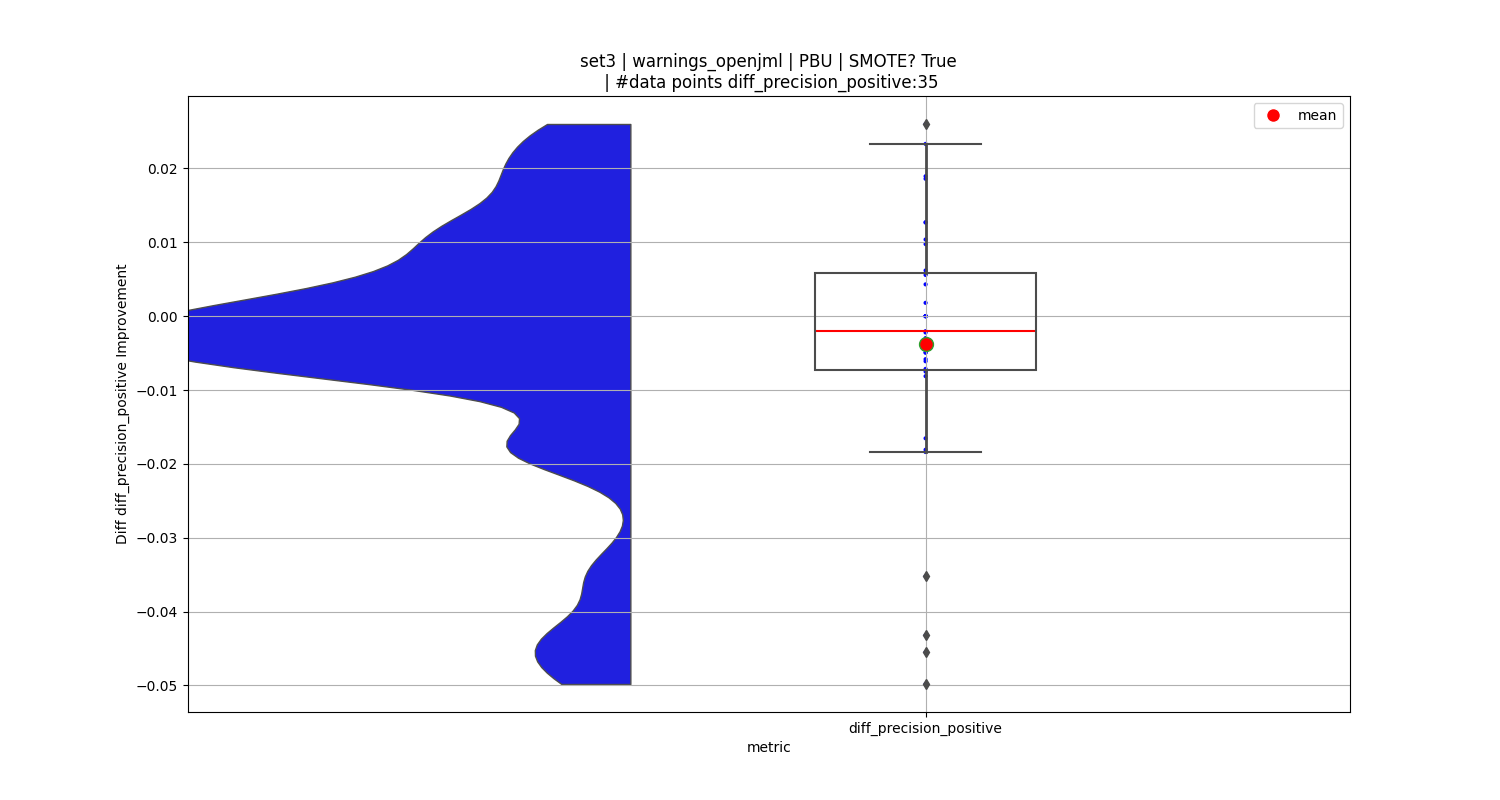 set3 | warnings_openjml | PBU | SMOTE? True
| #data points diff_precision_positive:35
mean
0.02
0.01
0.00
−0.01
−0.02
−0.03
−0.04
−0.05
Diff diff_precision_positive Improvement
diff_precision_positive
metric